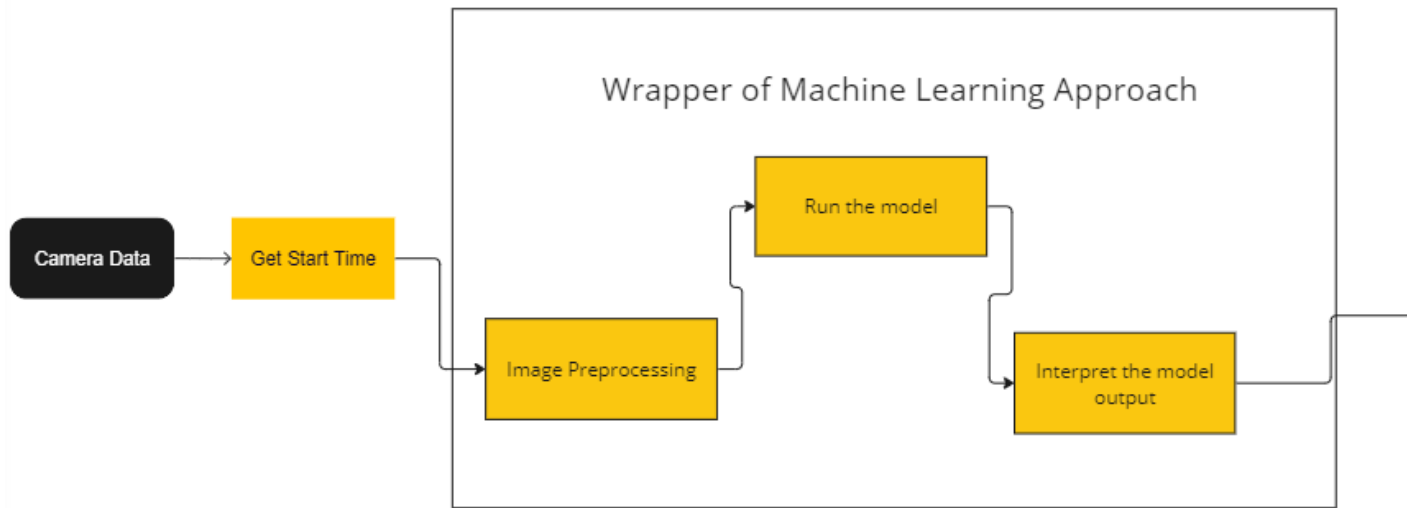 Wrapper of Machine Learning Approach
Camera Data
Get Start Time
Image Preprocessing
Run the model
Interpret the model
output